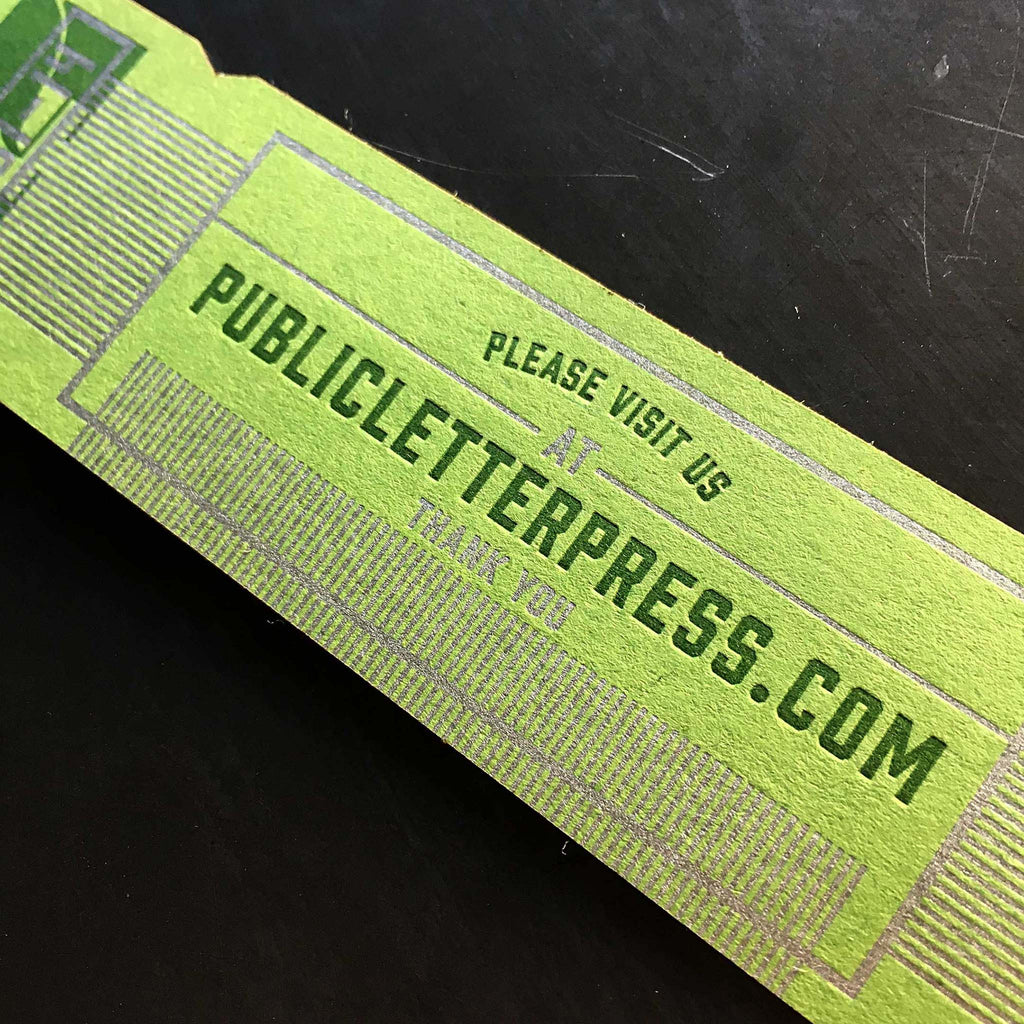 PLEASE VISIT US
AT
PUBLICLETTERPRESS.COM
THANK YOU